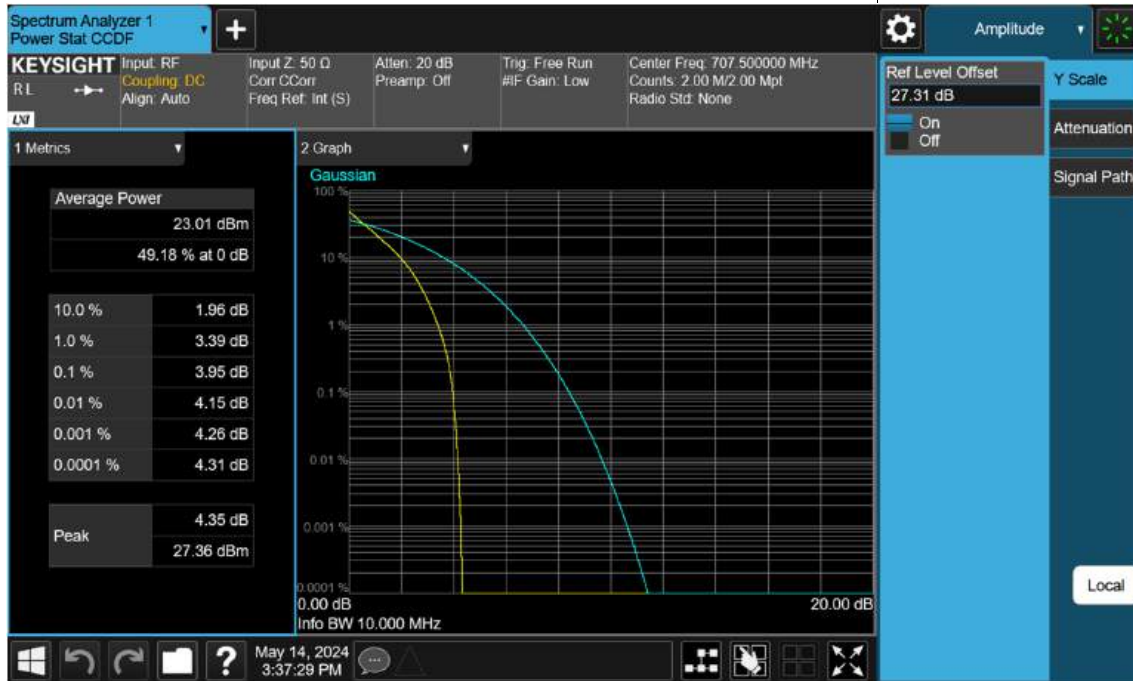 Spectrum Analyzer 1
Power Stat CCDF
Amplitude
KEYSIGHT
R L
LXI
Input: RF
Coupling: DC
Align: Auto
Input Z: 50 Ω
Corr CCorr
Freq Ref: Int (S)
Atten: 20 dB
Preamp: Off
Trig: Free Run
#IF Gain: Low
Center Freq: 707.500000 MHz
Counts: 2.00 M/2.00 Mpt
Radio Std: None
Ref Level Offset
27.31 dB
On
Off
Y Scale
Attenuation
Signal Path
Local
1 Metrics
Average Power
23.01 dBm
49.18 % at 0 dB
10.0 % 1.96 dB
1.0 % 3.39 dB
0.1 % 3.95 dB
0.01 % 4.15 dB
0.001 % 4.26 dB
0.0001 % 4.31 dB
Peak
4.35 dB
27.36 dBm
2 Graph
Gaussian
100 %
10 %
1 %
0.1 %
0.01 %
0.001 %
0.0001 %
0.00 dB 20.00 dB
Info BW 10.000 MHz
?
May 14, 2024
3:37:29 PM